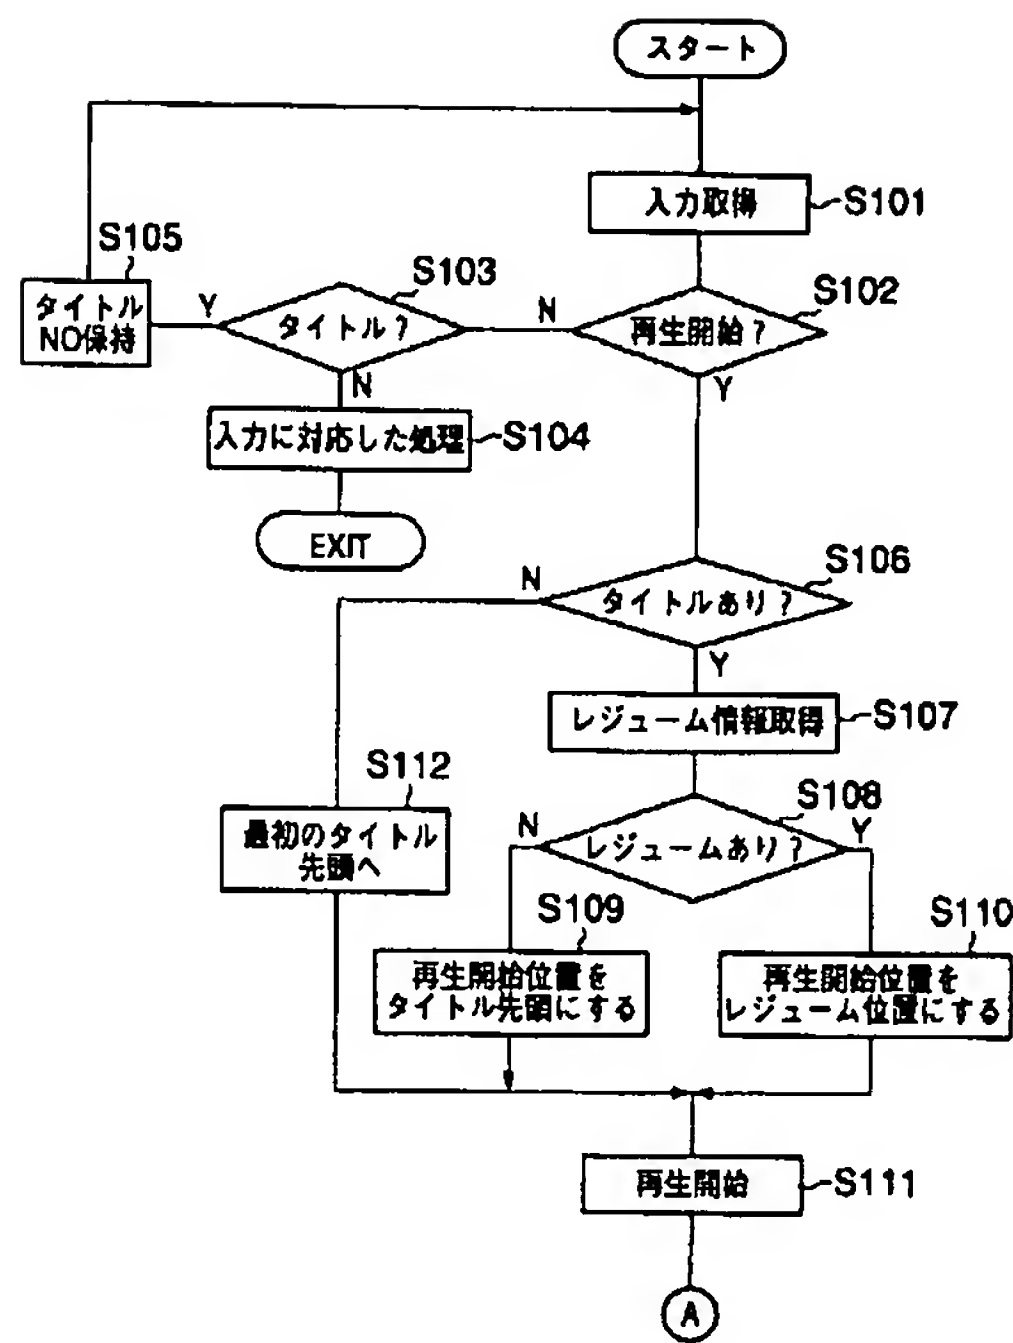 スタート
入力取得
S101
S105
タイトル
NO保持
Y
タイトル?
S103
N
再生開始?
S102
N
Y
入力に対応した処理
S104
EXIT
N
タイトルあり?
S106
Y
レジューム情報取得
S107
S112
最初のタイトル
先頭へ
N
レジュームあり?
S108
Y
S109
再生開始位置を
タイトル先頭にする
S110
再生開始位置を
レジューム位置にする
再生開始
S111
A